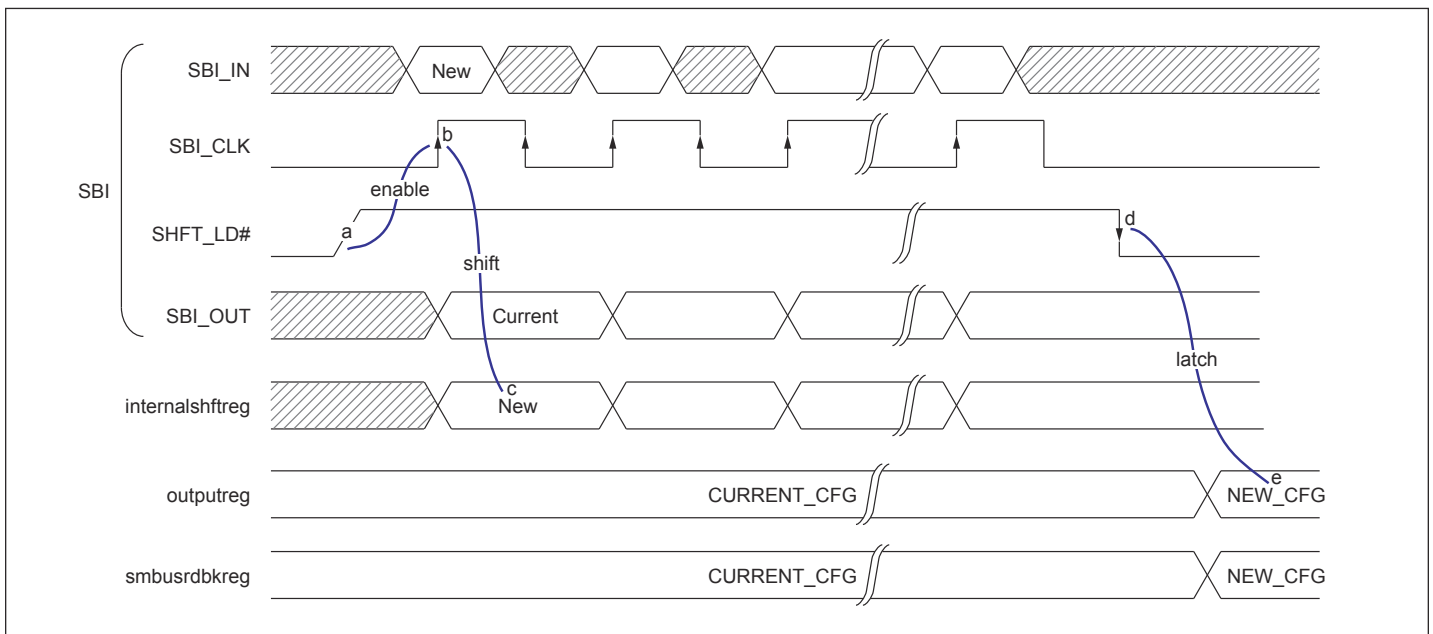 SBI
SBI_IN
New
SBI_CLK
b
enable
SHFT_LD#
a
d
shift
SBI_OUT
Current
latch
internalshftreg
c
New
outputreg
CURRENT_CFG
e
NEW_CFG
smbusrdbkreg
CURRENT_CFG
NEW_CFG